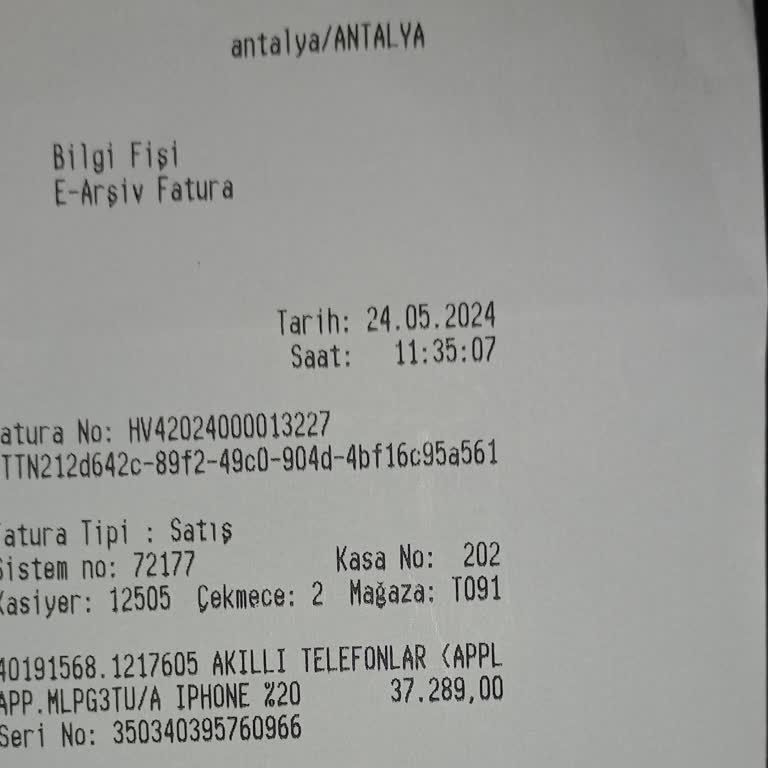 antalya/ANTALYA
Bilgi Fişi
E-Arşiv Fatura
Tarih: 24.05.2024
Saat: 11:35:07
atura No: HV42024000013227
TTN212d642c-89f2-49c0-904d-4bf16c95a561
atura Tipi : Satış
Sistem no: 72177 Kasa No: 202
Kasiyer: 12505 Çekmece: 2 Mağaza: T091
40191568.1217605 AKILLI TELEFONLAR (APPL
APP.MLPG3TU/A IPHONE %20 37.289,00
Seri No: 350340395760966